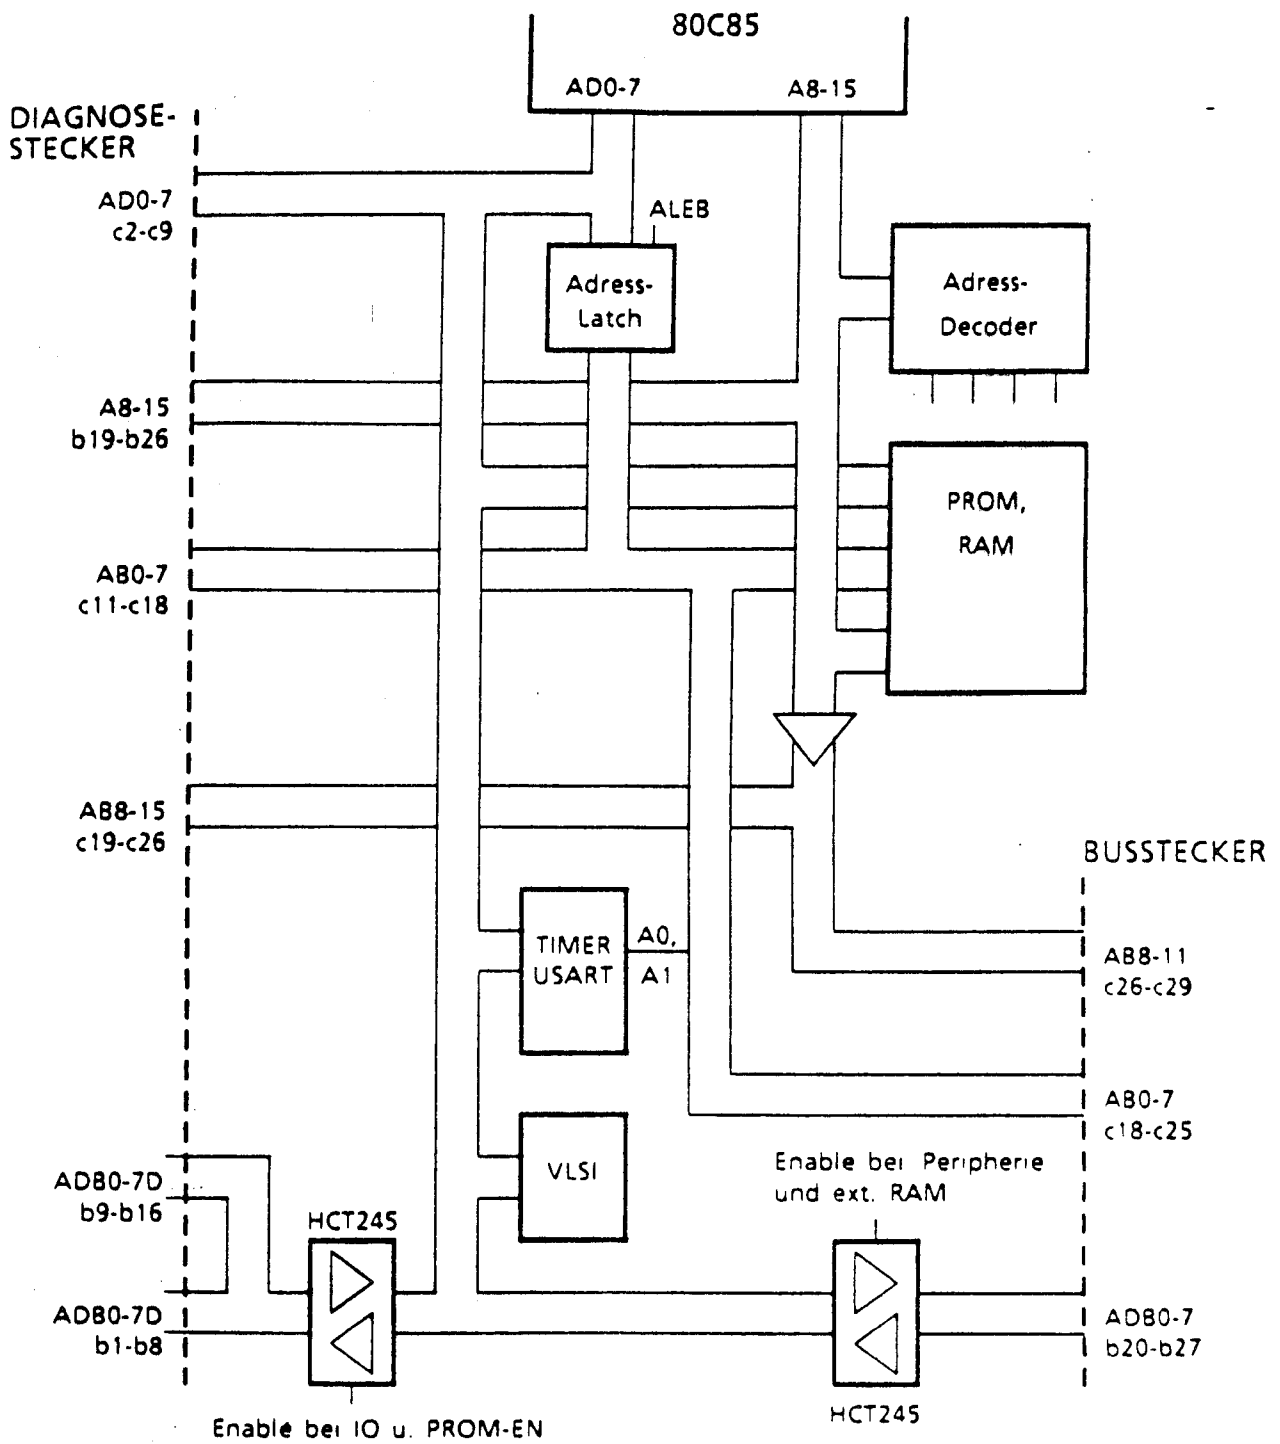 80C85
AD0-7
A8-15
DIAGNOSE-
STECKER
AD0-7
c2-c9
ALEB
Adress-
Latch
Adress-
Decoder
A8-15
b19-b26
PROM,
RAM
AB0-7
c11-c18
AB8-15
c19-c26
BUSSTECKER
TIMER
USART
A0,
A1
AB8-11
c26-c29
AB0-7
c18-c25
VLSI
Enable bei Peripherie
und ext. RAM
ADB0-7D
b9-b16
HCT245
ADB0-7D
b1-b8
ADB0-7
b20-b27
HCT245
Enable bei IO u. PROM-EN